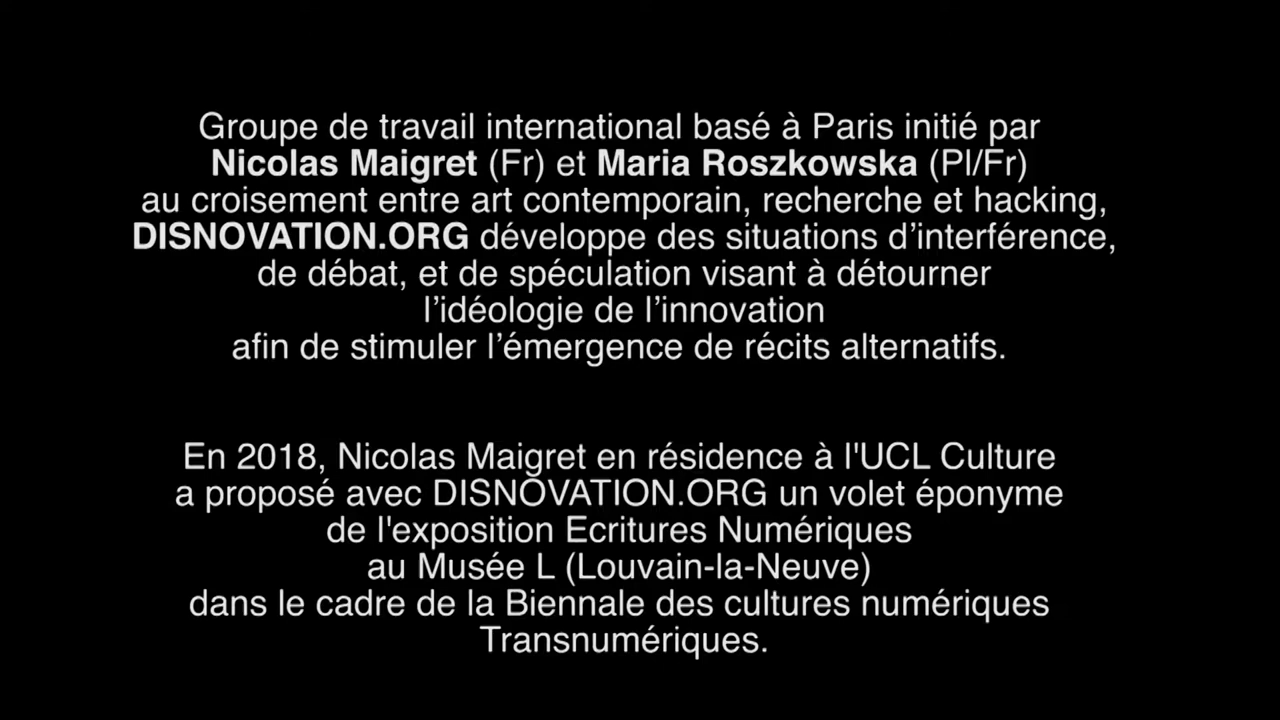 Groupe de travail international basé à Paris initié par
Nicolas Maigret (Fr) et Maria Roszkowska (Pl/Fr)
au croisement entre art contemporain, recherche et hacking,
DISNOVATION.ORG développe des situations d’interférence,
de débat, et de spéculation visant à détourner
l’idéologie de l’innovation
afin de stimuler l’émergence de récits alternatifs.
En 2018, Nicolas Maigret en résidence à l'UCL Culture
a proposé avec DISNOVATION.ORG un volet éponyme
de l'exposition Ecritures Numériques
au Musée L (Louvain-la-Neuve)
dans le cadre de la Biennale des cultures numériques
Transnumériques.